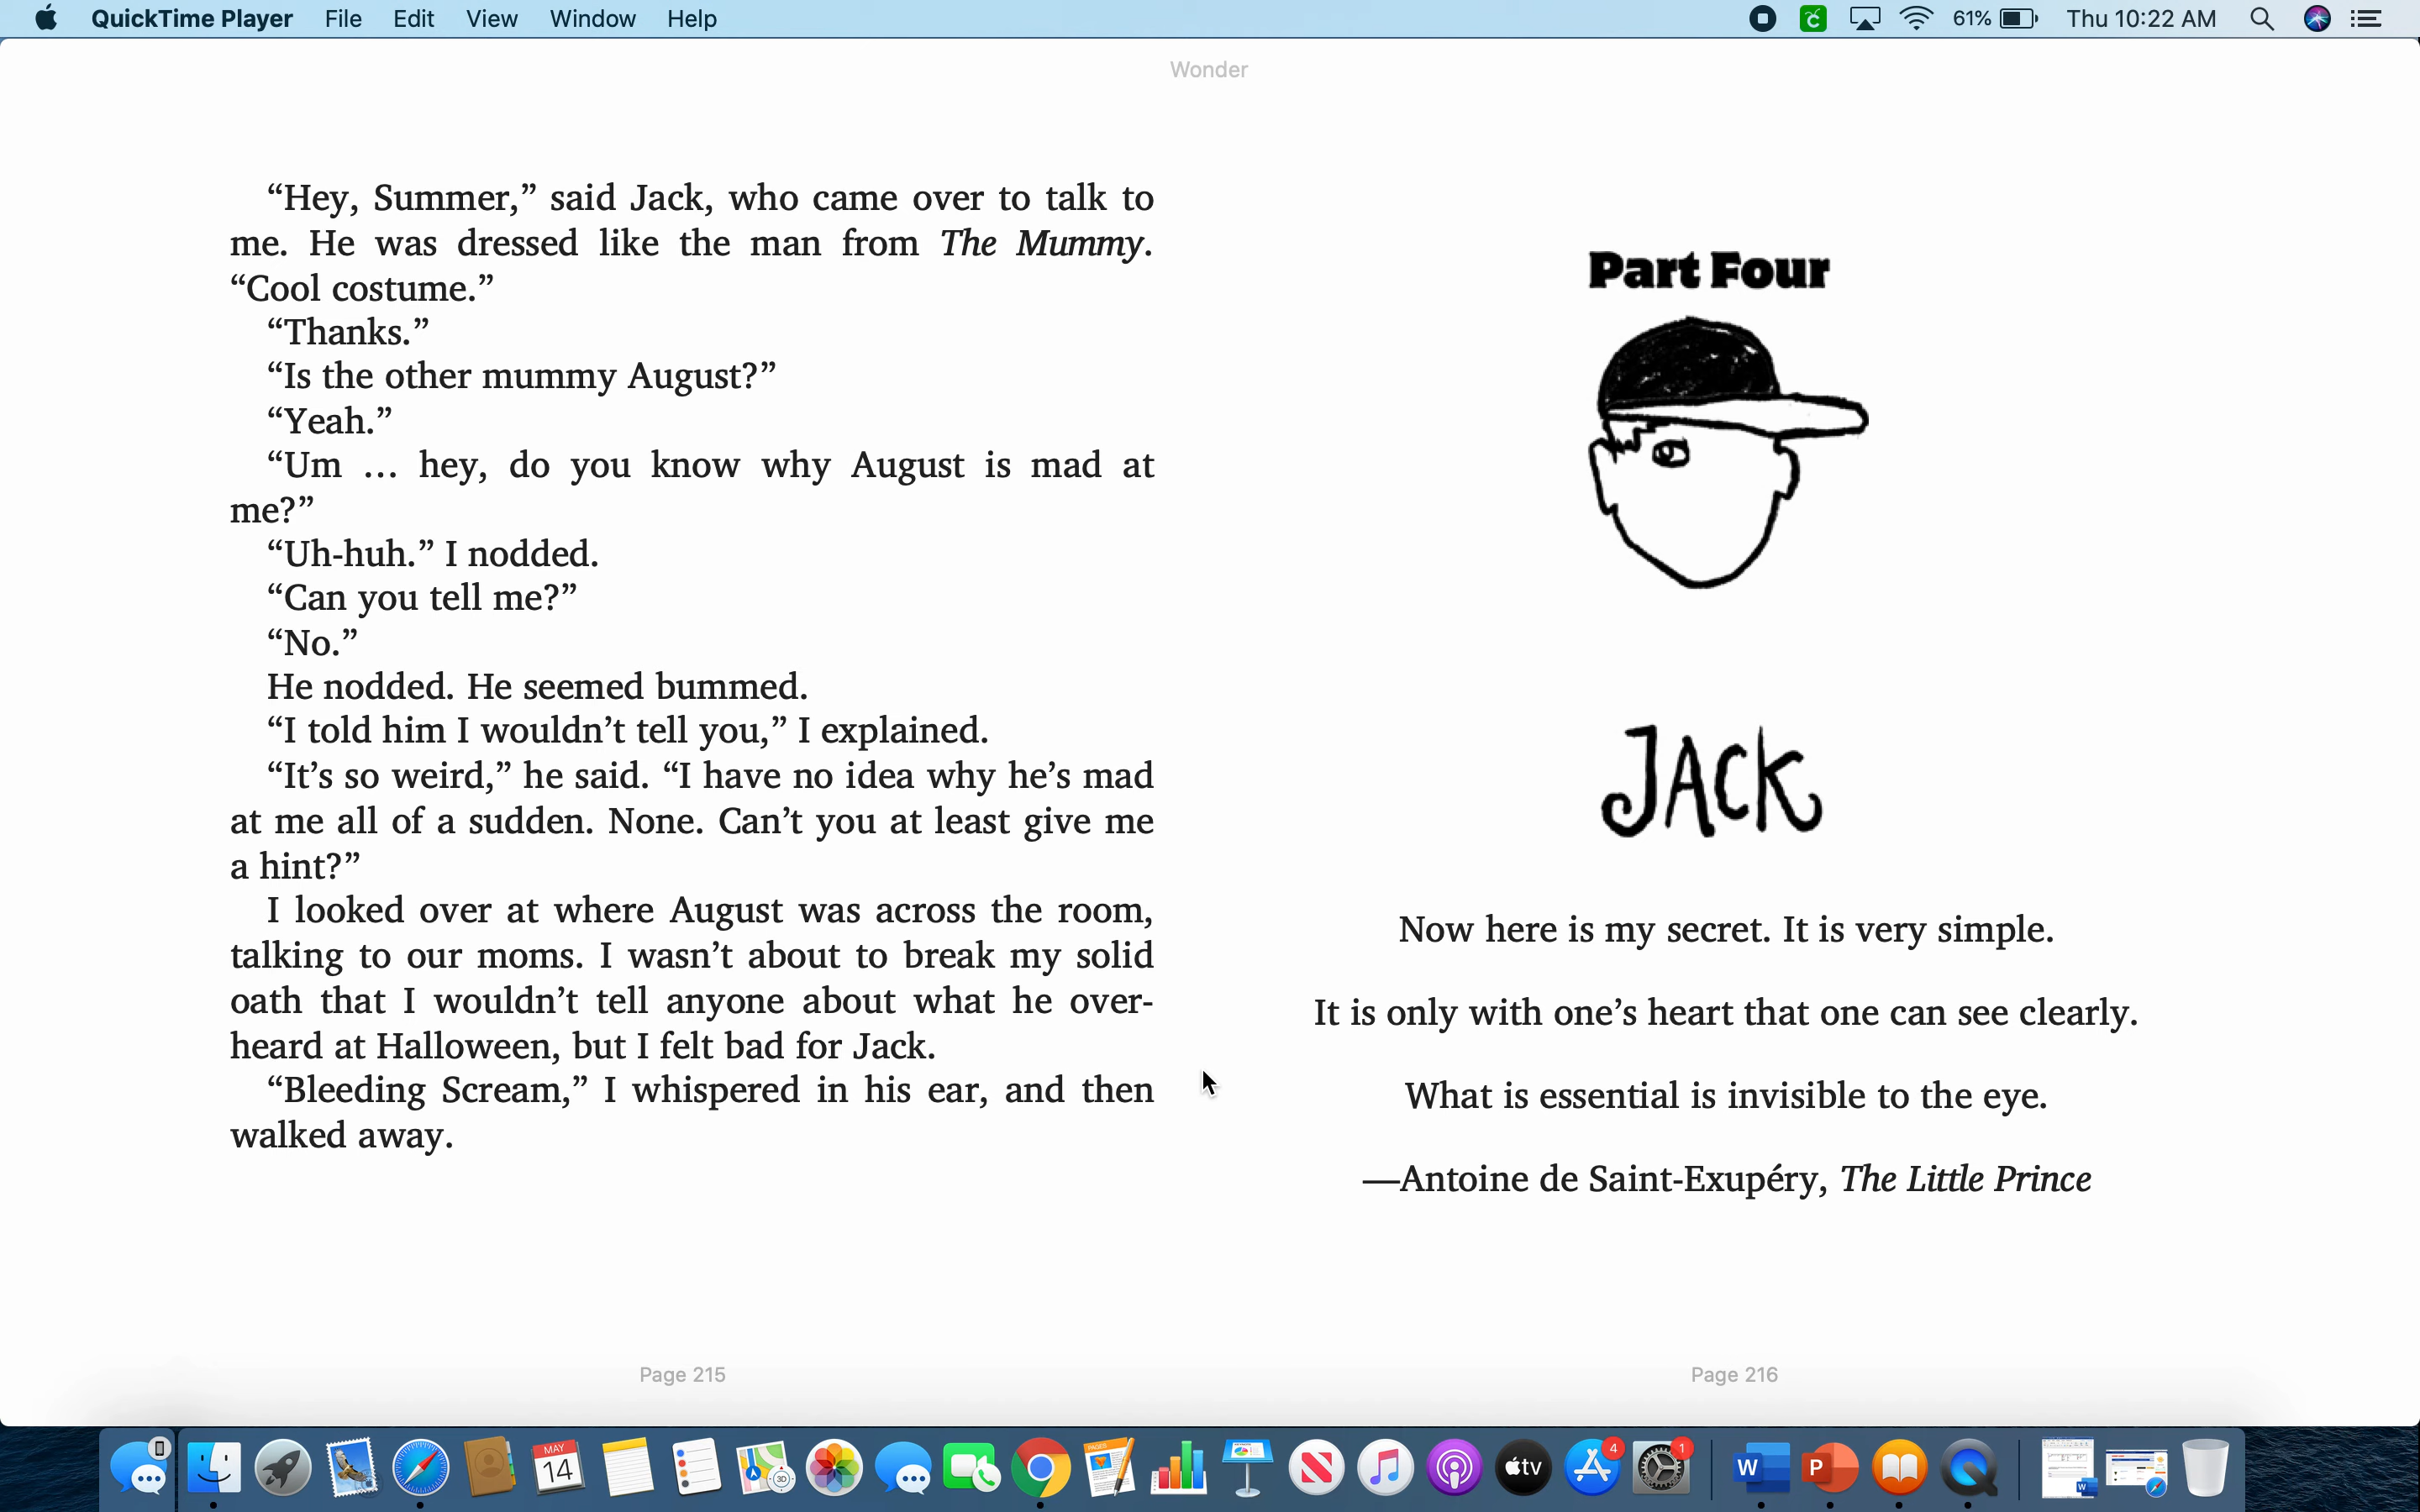 QuickTime Player File Edit View Window Help 61% Thu 10:22 AM
Wonder
“Hey, Summer,” said Jack, who came over to talk to
me. He was dressed like the man from The Mummy.
“Cool costume.”
“Thanks.”
“Is the other mummy August?”
“Yeah.”
“Um … hey, do you know why August is mad at
me?”
“Uh-huh.” I nodded.
“Can you tell me?”
“No.”
He nodded. He seemed bummed.
“I told him I wouldn’t tell you,” I explained.
“It’s so weird,” he said. “I have no idea why he’s mad
at me all of a sudden. None. Can’t you at least give me
a hint?”
I looked over at where August was across the room,
talking to our moms. I wasn’t about to break my solid
oath that I wouldn’t tell anyone about what he over-
heard at Halloween, but I felt bad for Jack.
“Bleeding Scream,” I whispered in his ear, and then
walked away.
Page 215
Part Four
JACK
Now here is my secret. It is very simple.
It is only with one’s heart that one can see clearly.
What is essential is invisible to the eye.
—Antoine de Saint-Exupéry, The Little Prince
Page 216
MAY
14
PAGES
3D
tv
4
1
W
P
W